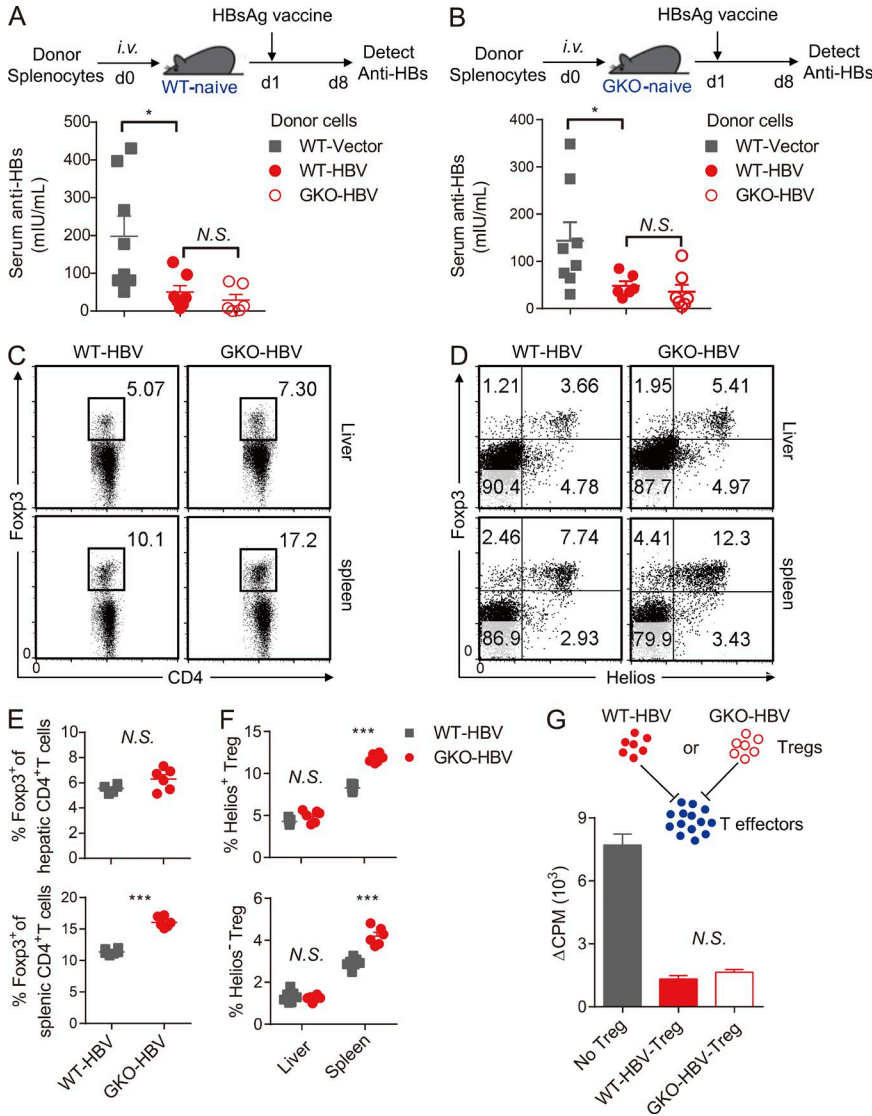 A
HBsAg vaccine
Donor
Splenocytes
i.v.
d0
WT-naive
d1
d8
Detect
Anti-HBs
Serum anti-HBs
(mIU/mL)
500
400
300
200
100
0
*
N.S.
Donor cells
WT-Vector
WT-HBV
GKO-HBV
B
HBsAg vaccine
Donor
Splenocytes
i.v.
d0
GKO-naive
d1
d8
Detect
Anti-HBs
Serum anti-HBs
(mIU/mL)
400
300
200
100
0
*
N.S.
Donor cells
WT-Vector
WT-HBV
GKO-HBV
C
WT-HBV
GKO-HBV
5.07
7.30
Liver
10.1
17.2
spleen
Foxp3
0
0
CD4
D
WT-HBV
GKO-HBV
1.21
3.66
1.95
5.41
90.4
4.78
87.7
4.97
Liver
2.46
7.74
4.41
12.3
86.9
2.93
79.9
3.43
spleen
Foxp3
0
0
0
Helios
E
% Foxp3+ of
hepatic CD4+T cells
10
8
6
4
2
0
N.S.
% Foxp3+ of
splenic CD4+T cells
20
15
10
5
0
***
WT-HBV
GKO-HBV
F
% Helios+ Treg
15
10
5
0
N.S.
***
WT-HBV
GKO-HBV
% Helios- Treg
6
4
2
0
N.S.
***
Liver
Spleen
G
WT-HBV
GKO-HBV
or
Tregs
T effectors
ΔCPM (10³)
9
6
3
0
N.S.
No Treg
WT-HBV-Treg
GKO-HBV-Treg